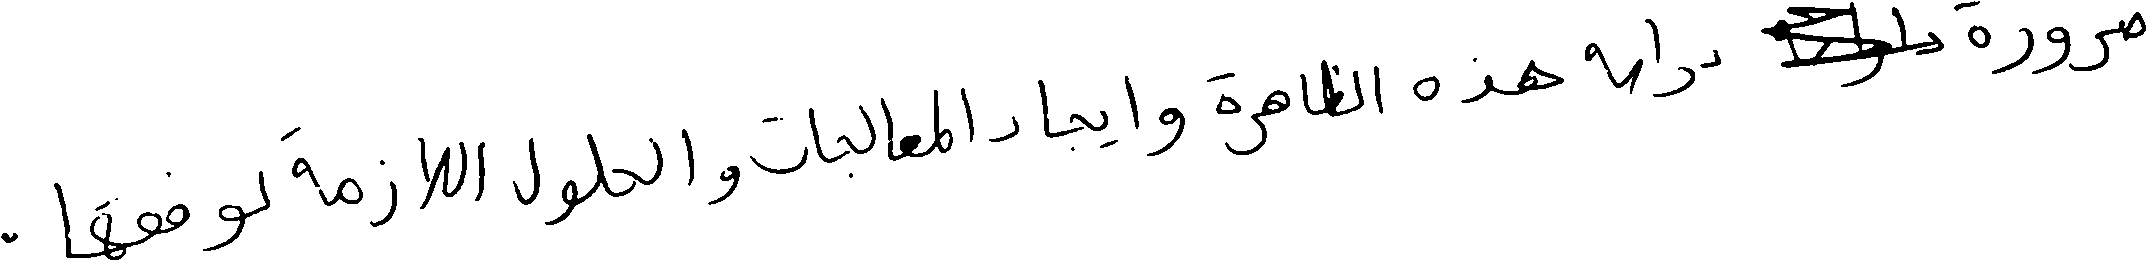 ضرورة دراسة هذه الظاهرة وايجاد المعالجات والحلول اللازمة لوقفها .